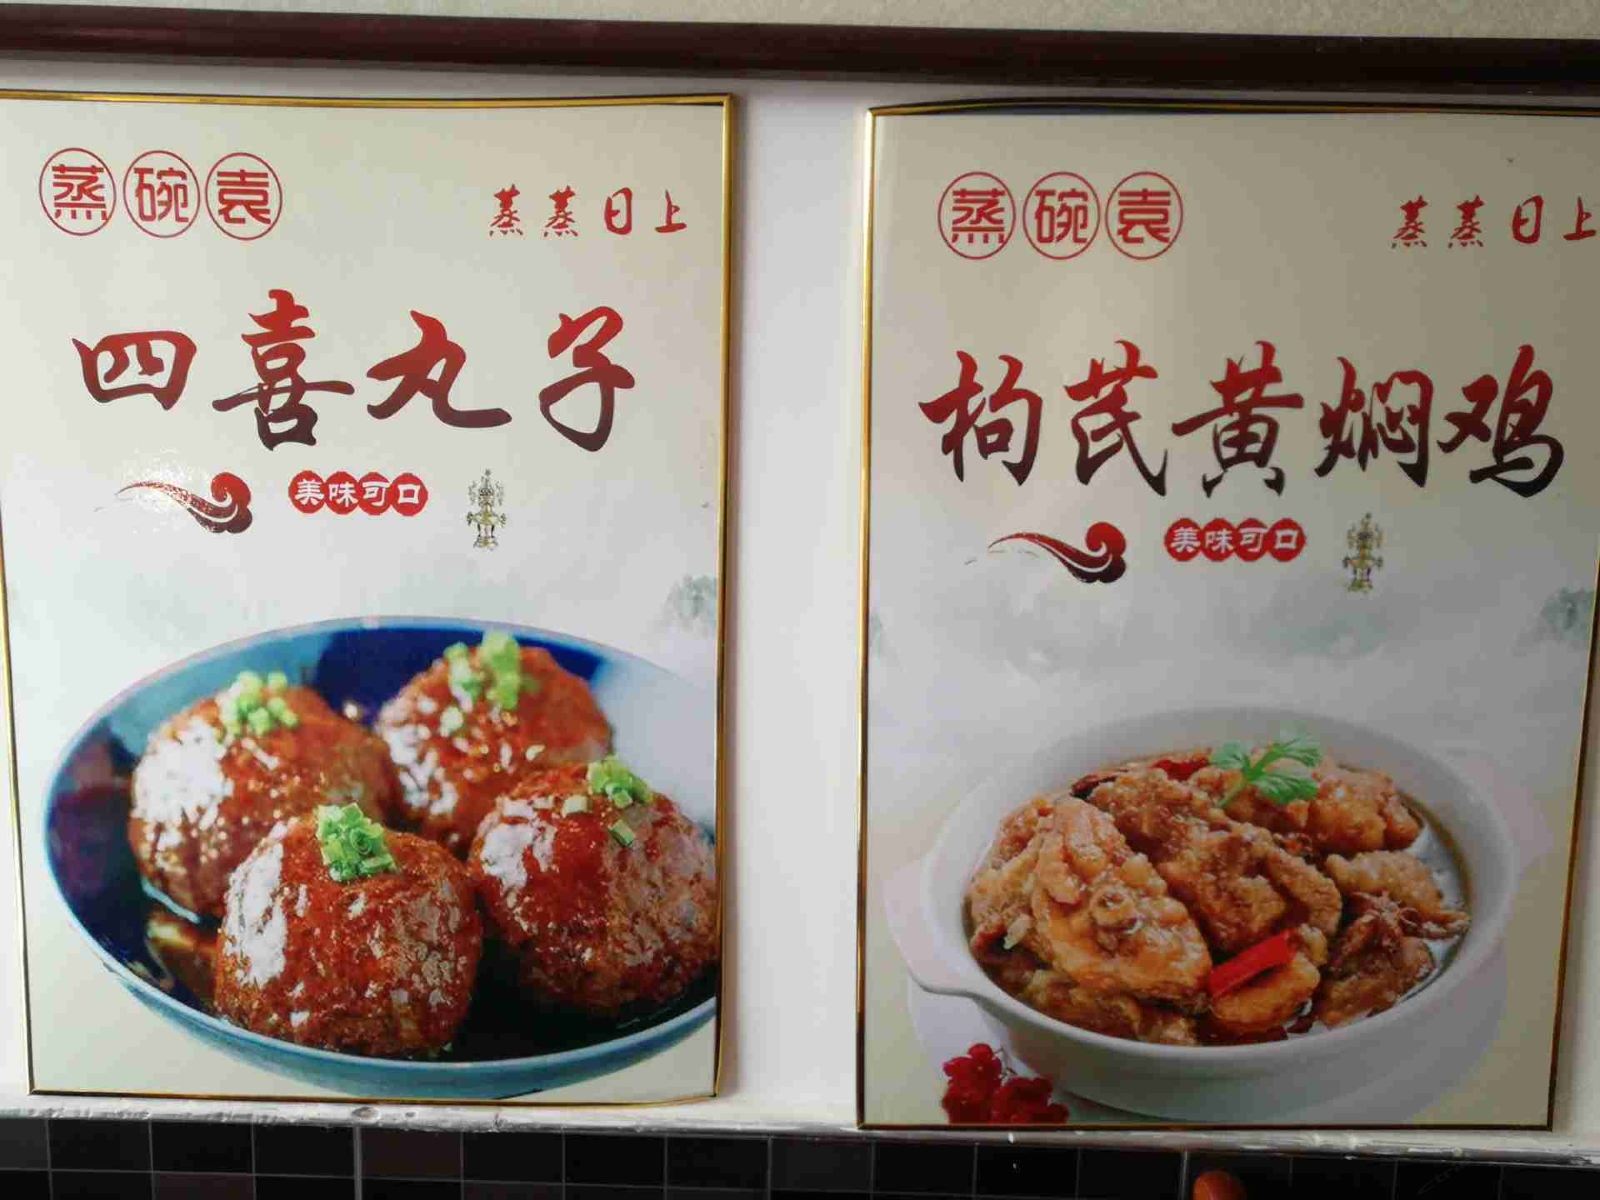 蒸碗袁
蒸蒸日上
四喜丸子
美味可口
蒸碗袁
蒸蒸日上
枸芪黄焖鸡
美味可口